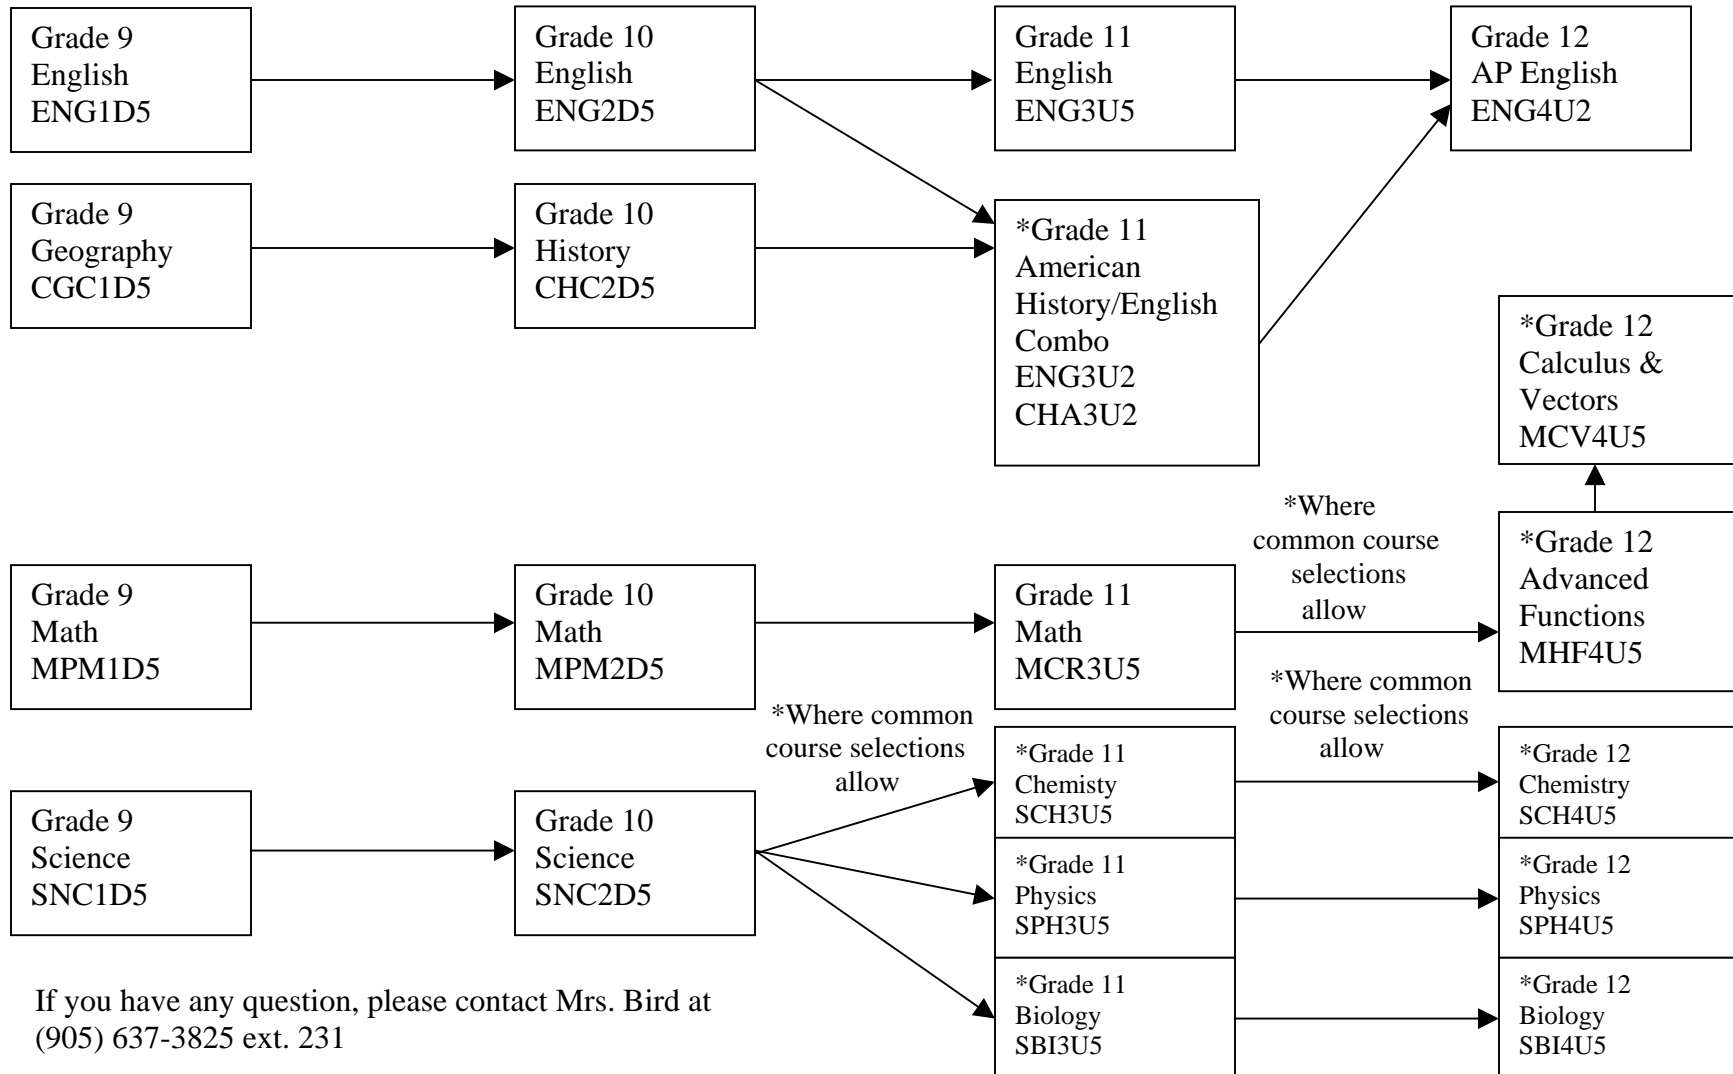 Grade 9
English
ENG1D5
Grade 10
English
ENG2D5
Grade 11
English
ENG3U5
Grade 12
AP English
ENG4U2
Grade 9
Geography
CGC1D5
Grade 10
History
CHC2D5
*Grade 11
American
History/English
Combo
ENG3U2
CHA3U2
*Grade 12
Calculus &
Vectors
MCV4U5
Grade 9
Math
MPM1D5
Grade 10
Math
MPM2D5
Grade 11
Math
MCR3U5
*Where
common course
selections
allow
*Grade 12
Advanced
Functions
MHF4U5
Grade 9
Science
SNC1D5
Grade 10
Science
SNC2D5
*Where common
course selections
allow
*Grade 11
Chemisty
SCH3U5
*Where common
course selections
allow
*Grade 12
Chemistry
SCH4U5
*Grade 11
Physics
SPH3U5
*Grade 12
Physics
SPH4U5
*Grade 11
Biology
SBI3U5
*Grade 12
Biology
SBI4U5
If you have any question, please contact Mrs. Bird at
(905) 637-3825 ext. 231